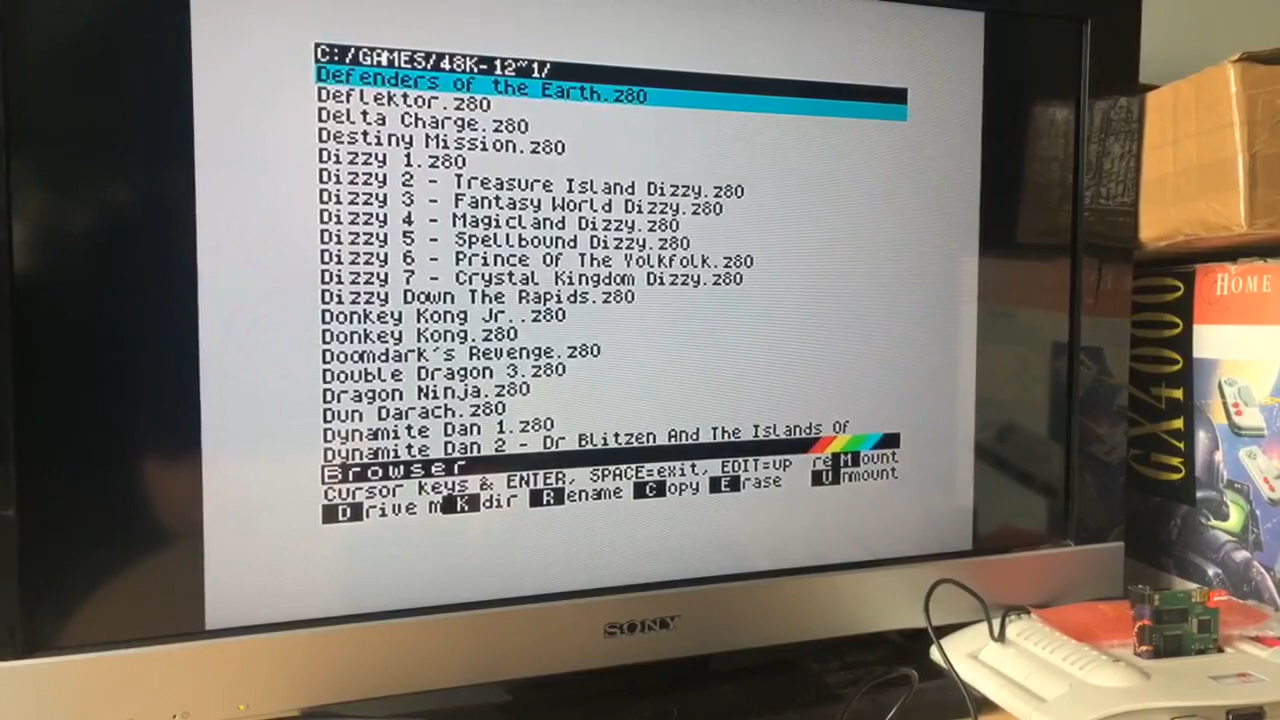 C:/GAMES/48K-12~1/
Defenders of the Earth.z80
Deflektor.z80
Delta Charge.z80
Destiny Mission.z80
Dizzy 1.z80
Dizzy 2 - Treasure Island Dizzy.z80
Dizzy 3 - Fantasy World Dizzy.z80
Dizzy 4 - Magicland Dizzy.z80
Dizzy 5 - Spellbound Dizzy.z80
Dizzy 6 - Prince Of The Yolkfolk.z80
Dizzy 7 - Crystal Kingdom Dizzy.z80
Dizzy Down The Rapids.z80
Donkey Kong Jr..z80
Donkey Kong.z80
Doomdark's Revenge.z80
Double Dragon 3.z80
Dragon Ninja.z80
Dun Darach.z80
Dynamite Dan 1.z80
Dynamite Dan 2 - Dr Blitzen And The Islands Of
Browser
Cursor keys & ENTER, SPACE=exit, EDIT=up reMount
Drive mKdir Rename Copy Erase Unmount
SONY
HOME
GX4000